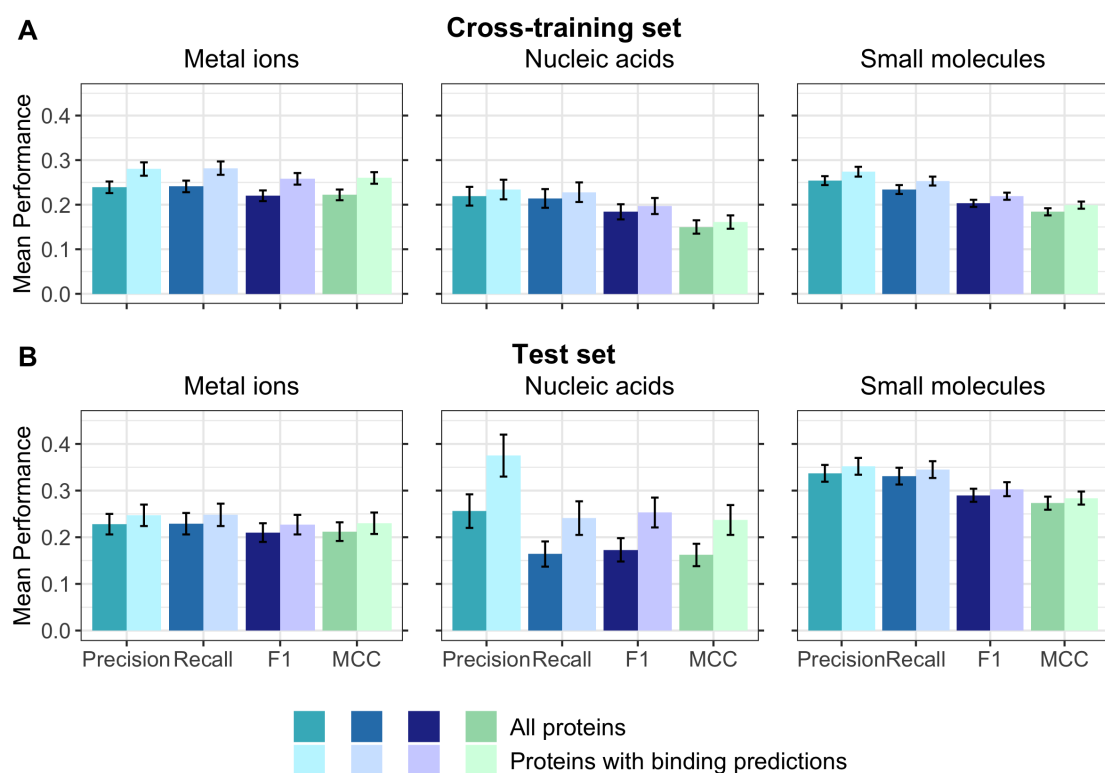 A
Cross-training set
Metal ions
Nucleic acids
Small molecules
Mean Performance
0.4
0.3
0.2
0.1
0.0
B
Test set
Metal ions
Nucleic acids
Small molecules
Mean Performance
0.4
0.3
0.2
0.1
0.0
Precision Recall F1 MCC
Precision Recall F1 MCC
Precision Recall F1 MCC
All proteins
Proteins with binding predictions